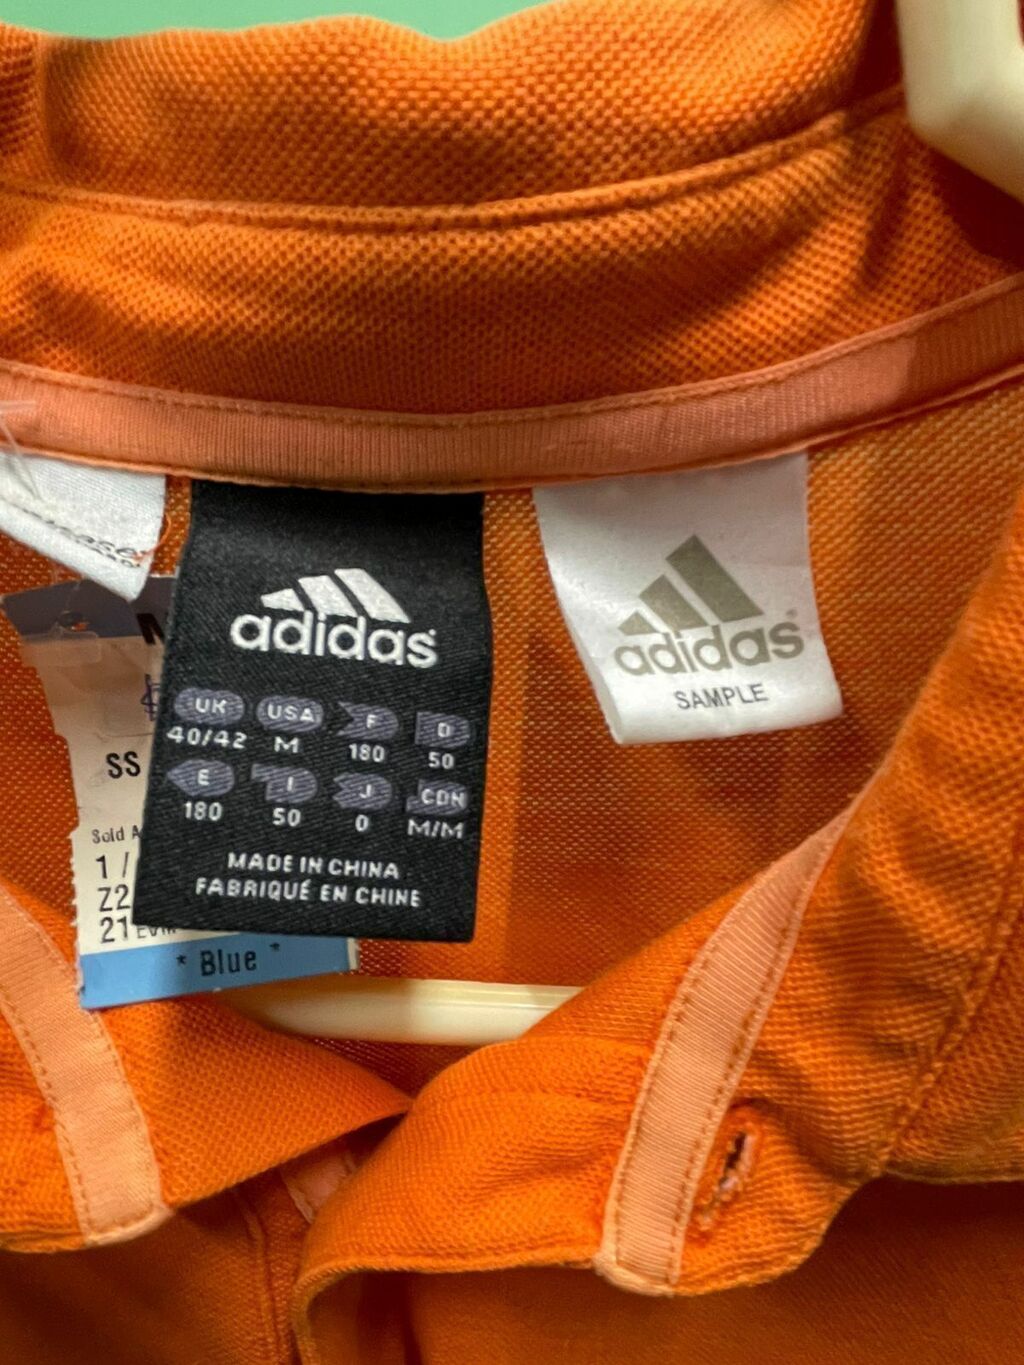 adidas
UK USA F D
40/42 M 180 50
E I J CDN
180 50 0 M/M
MADE IN CHINA
FABRIQUÉ EN CHINE
adidas
SAMPLE
SS
Sold
1 /
Z2
21
* Blue *